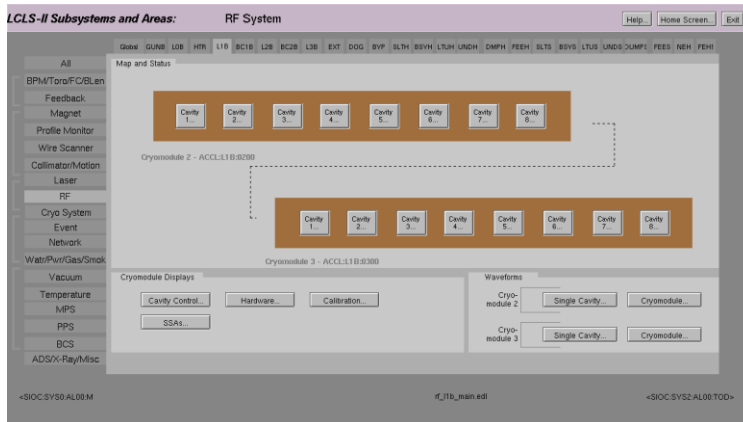 LCLS-II Subsystems and Areas: RF System Help... Home Screen... Exit
Global GUNB L0B HTR L1B BC1B L2B BC2B L3B EXT DOG BYP SLTH BSYH LTUH UNDH DMPH FEEH SLTS BSYS LTUS UNDS DUMPS FEES NEH FEHI
All
BPM/Toro/FC/BLen
Feedback
Magnet
Profile Monitor
Wire Scanner
Collimator/Motion
Laser
RF
Cryo System
Event
Network
Watr/Pwr/Gas/Smok
Vacuum
Temperature
MPS
PPS
BCS
ADS/X-Ray/Misc
Map and Status
Cavity 
1...
Cavity
2...
Cavity
3...
Cavity
4...
Cavity
5...
Cavity
6...
Cavity
7...
Cavity
8...
Cryomodule 2 - ACCL:L1B:0200
Cavity
1...
Cavity
2...
Cavity
3...
Cavity
4...
Cavity
5...
Cavity
6...
Cavity
7...
Cavity
8...
Cryomodule 3 - ACCL:L1B:0300
Cryomodule Displays
Cavity Control... Hardware... Calibration...
SSAs...
Waveforms
Cryo-
module 2
Single Cavity... Cryomodule...
Cryo-
module 3
Single Cavity... Cryomodule...
<SIOC:SYS0:AL00:M rf_l1b_main.edl <SIOC:SYS2:AL00:TOD>